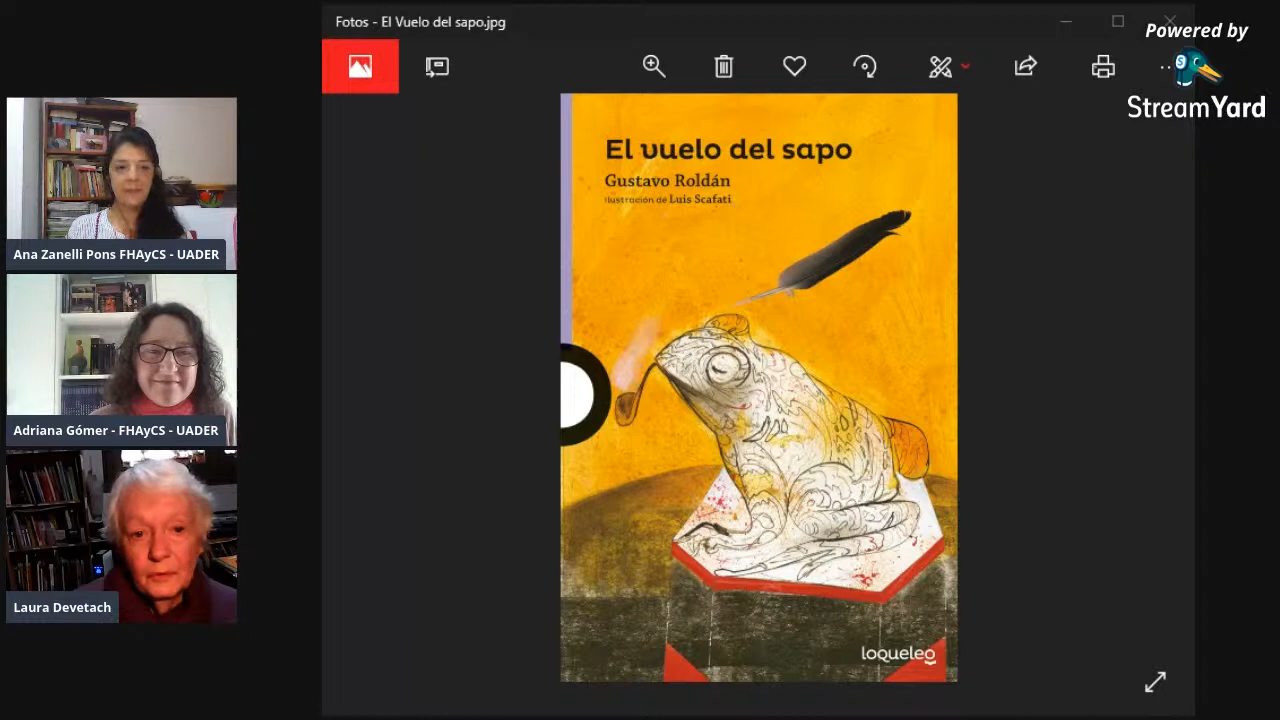 Fotos - El Vuelo del sapo.jpg
Powered by
StreamYard
El vuelo del sapo
Gustavo Roldán
Ilustración de Luis Scafati
loqueleo
Ana Zanelli Pons FHAyCS - UADER
Adriana Gómer - FHAyCS - UADER
Laura Devetach